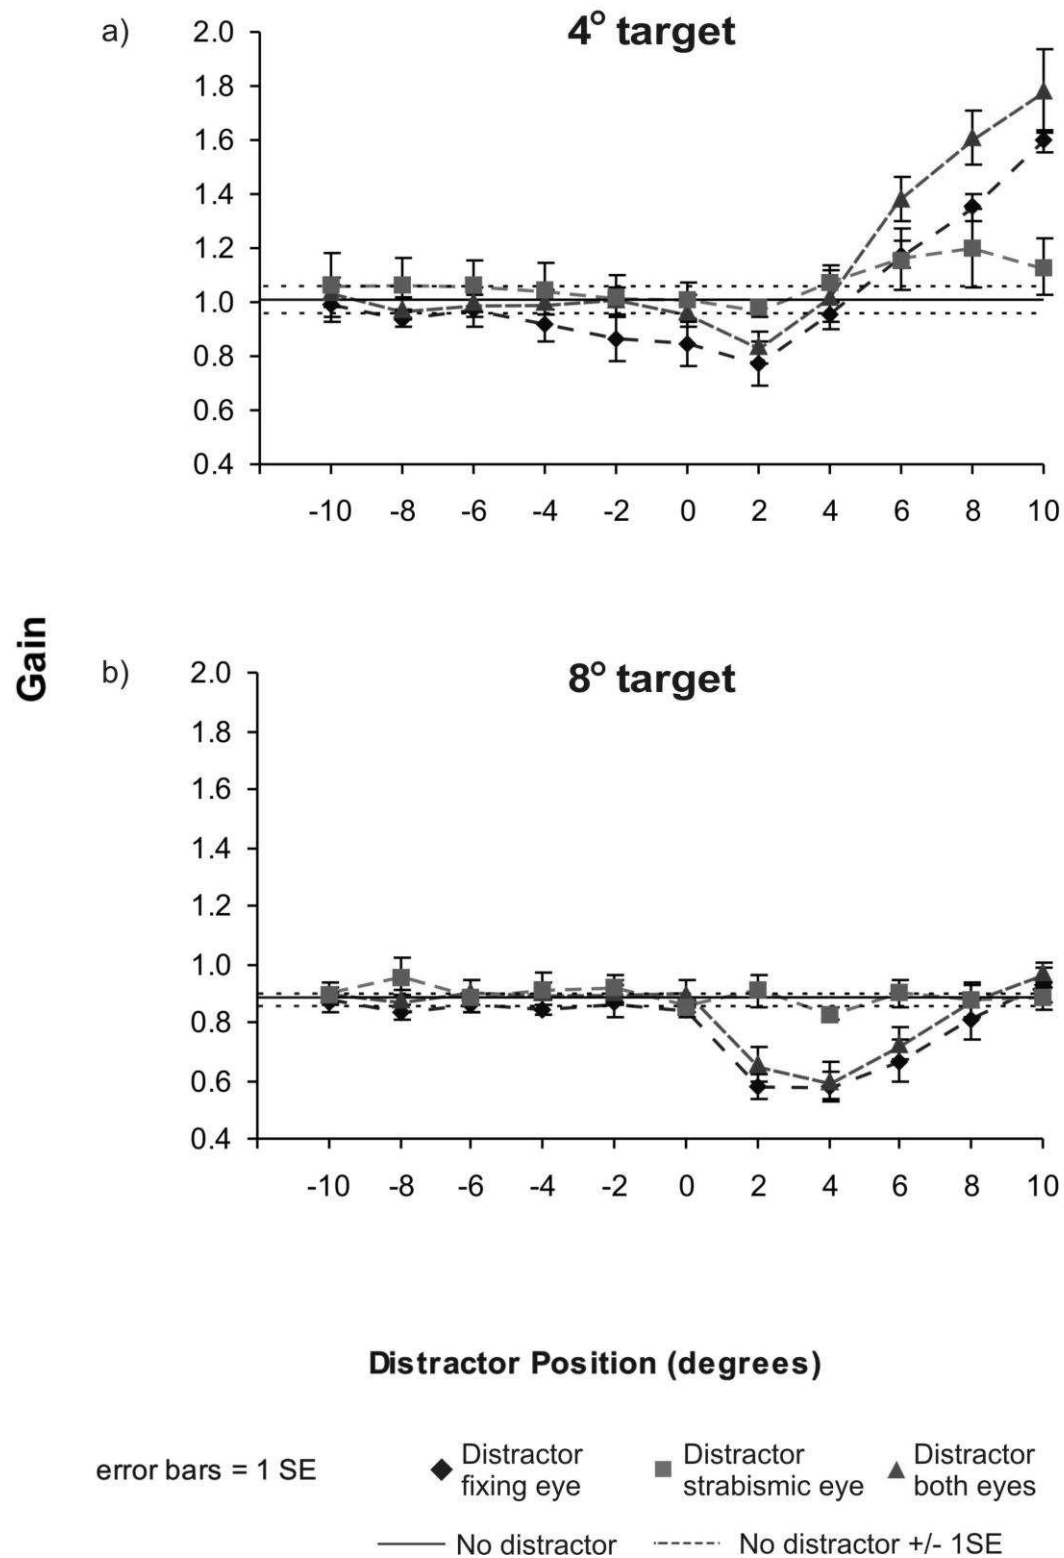 a)
4° target
2.0
1.8
1.6
1.4
1.2
1.0
0.8
0.6
0.4
-10 -8 -6 -4 -2 0 2 4 6 8 10
Gain
b)
8° target
2.0
1.8
1.6
1.4
1.2
1.0
0.8
0.6
0.4
-10 -8 -6 -4 -2 0 2 4 6 8 10
Distractor Position (degrees)
error bars = 1 SE
Distractor
fixing eye
Distractor
strabismic eye
Distractor
both eyes
No distractor
No distractor +/- 1SE